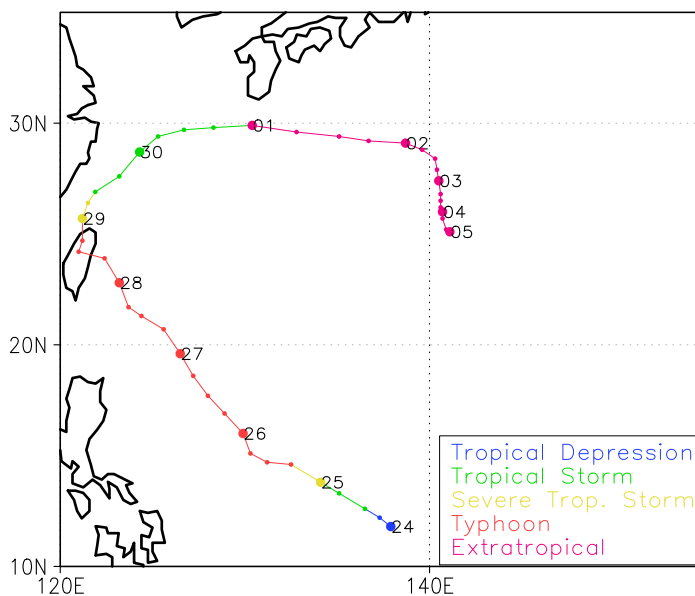 30N
01
02
30
03
04
29
05
28
20N
27
26
25
24
Tropical Depression
Tropical Storm
Severe Trop. Storm
Typhoon
Extratropical
10N
120E
140E